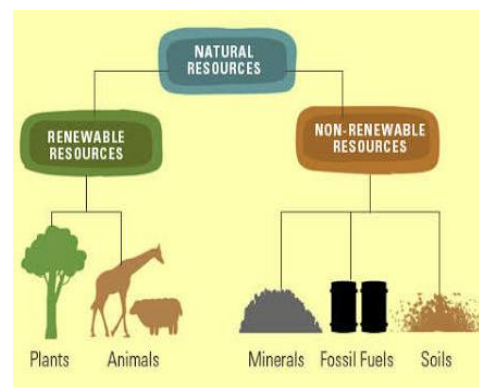 NATURAL
RESOURCES
RENEWABLE
RESOURCES
NON-RENEWABLE
RESOURCES
Plants
Animals
Minerals
Fossil Fuels
Soils